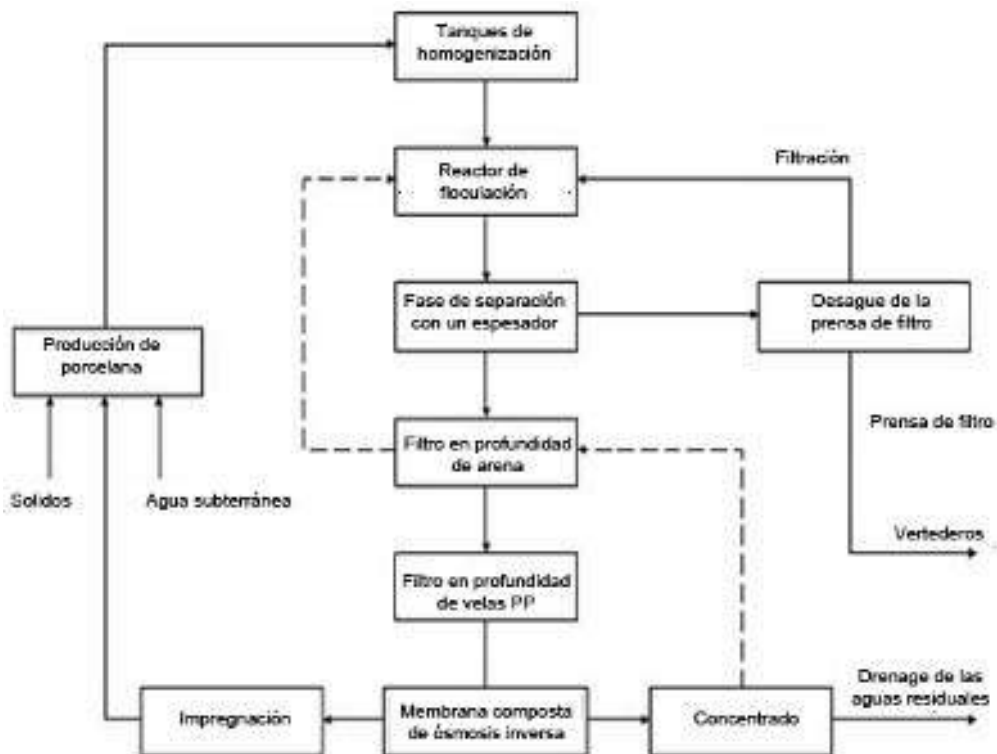 Tanques de
homogenización
Reactor de
floculación
Filtración
Fase de separación
con un espesador
Desague de la
prensa de filtro
Producción de
porcelana
Prensa de filtro
Filtro en profundidad
de arena
Solidos
Agua subterránea
Vertederos
Filtro en profundidad
de velas PP
Drenage de las
aguas residuales
Impregnación
Membrana composta
de ósmosis inversa
Concentrado